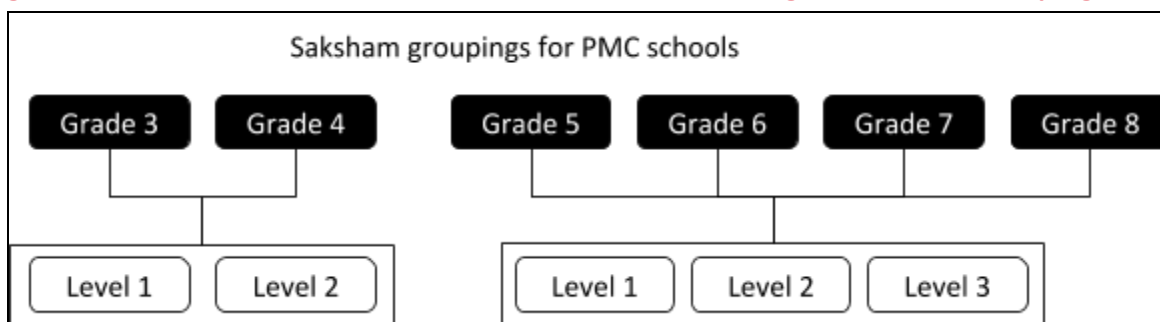 Saksham groupings for PMC schools
Grade 3 Grade 4 Grade 5 Grade 6 Grade 7 Grade 8
Level 1 Level 2 Level 1 Level 2 Level 3